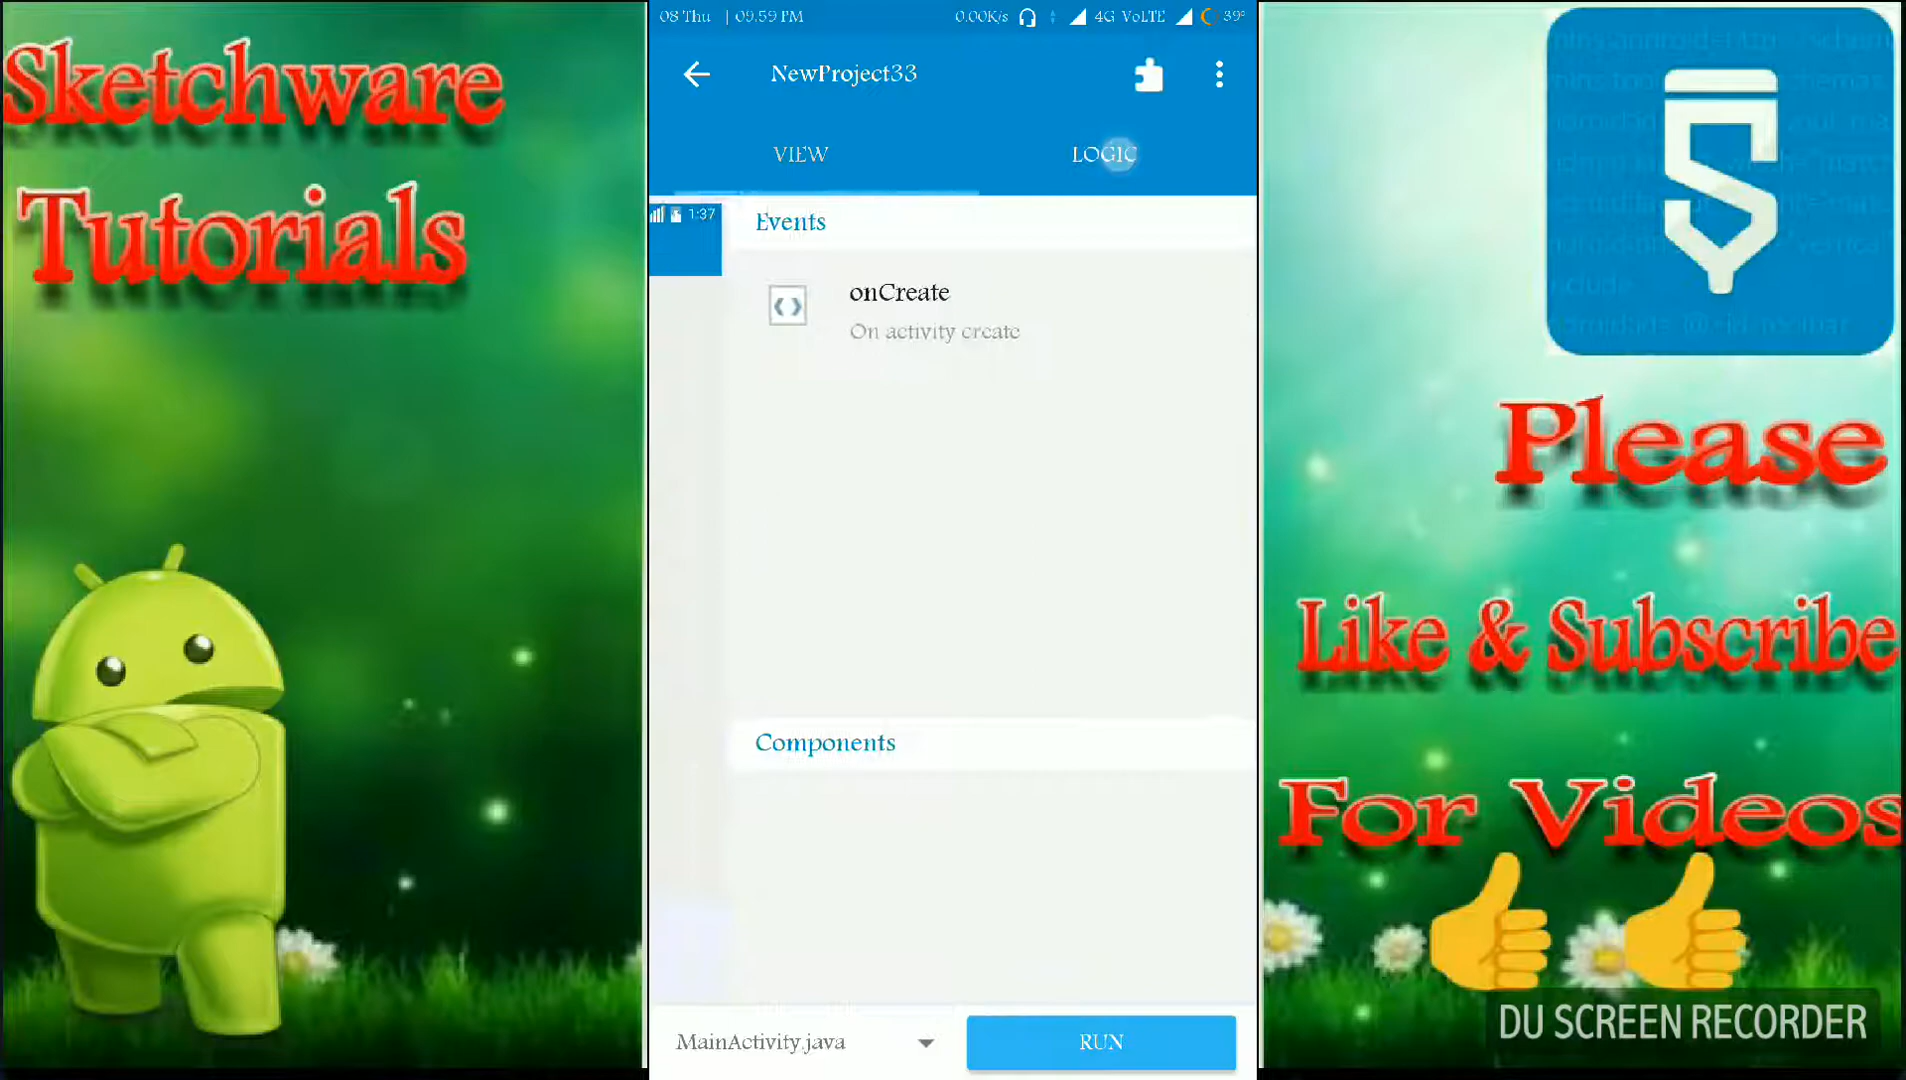 Sketchware
Tutorials
08 Thu | 09.59 PM
0.00K/s
4G VoLTE
39°
NewProject33
VIEW
LOGIC
1:37
Events
onCreate
On activity create
Components
MainActivity.java
RUN
Please
Like & Subscribe
For Videos
DU SCREEN RECORDER